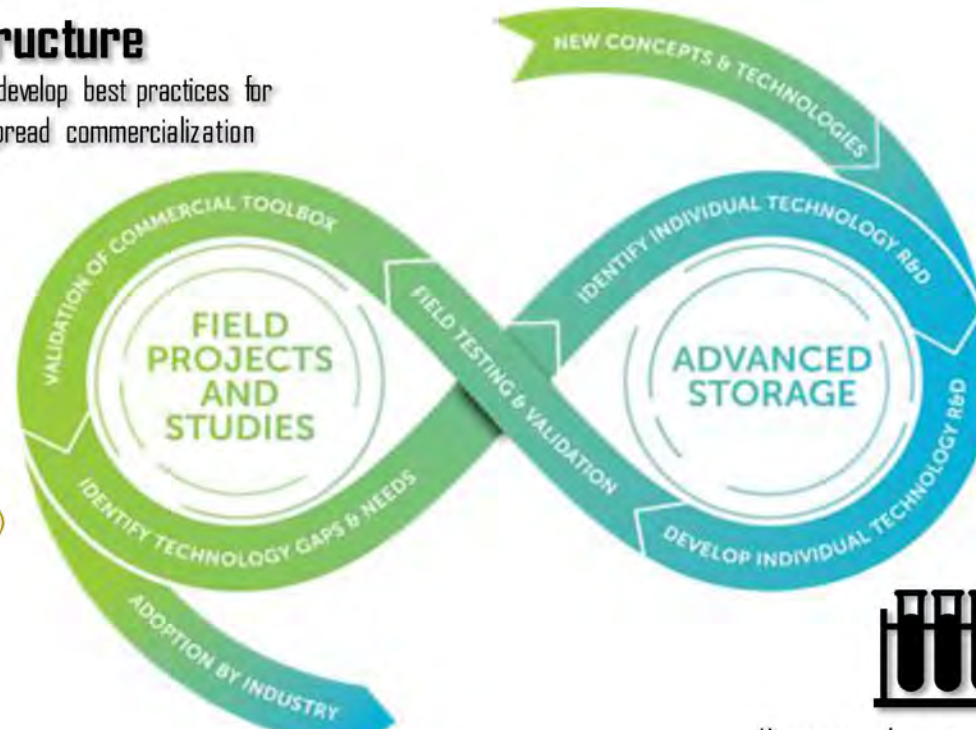 ructure
develop best practices for
pread commercialization
NEW CONCEPTS & TECHNOLOGIES
VALIDATION OF COMMERCIAL TOOLBOX
IDENTIFY INDIVIDUAL TECHNOLOGY R&D
FIELD TESTING & VALIDATION
FIELD
PROJECTS
AND
STUDIES
ADVANCED
STORAGE
IDENTIFY TECHNOLOGY GAPS & NEEDS
DEVELOP INDIVIDUAL TECHNOLOGY R&D
ADOPTION BY INDUSTRY